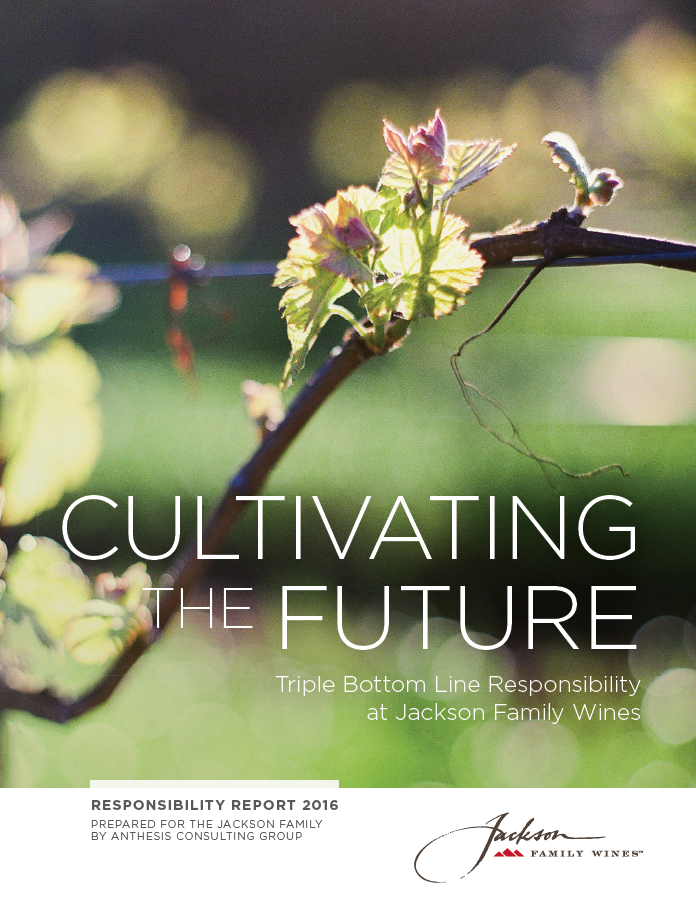 CULTIVATING
THE FUTURE
Triple Bottom Line Responsibility
at Jackson Family Wines
RESPONSIBILITY REPORT 2016
PREPARED FOR THE JACKSON FAMILY
BY ANTHESIS CONSULTING GROUP
Jackson
FAMILY WINES™